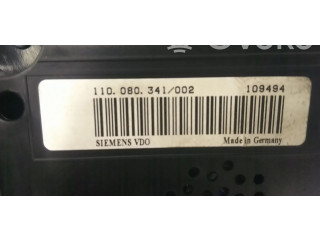 110.080.341/002 109494
SIEMENS VDO Made in Germany